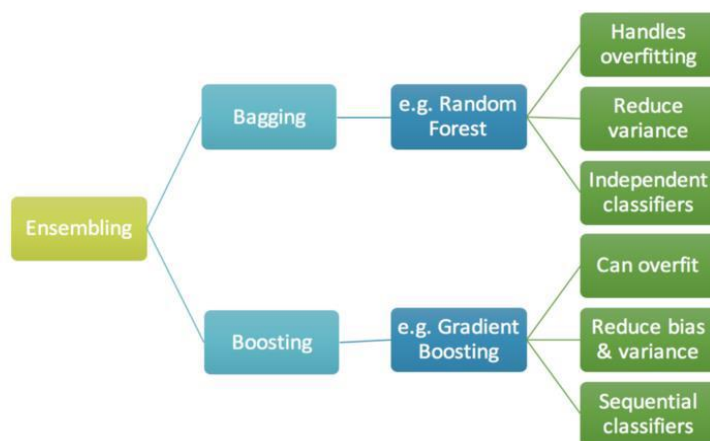 Ensembling
Bagging
e.g. Random
Forest
Handles
overfitting
Reduce
variance
Independent
classifiers
Boosting
e.g. Gradient
Boosting
Can overfit
Reduce bias
& variance
Sequential
classifiers